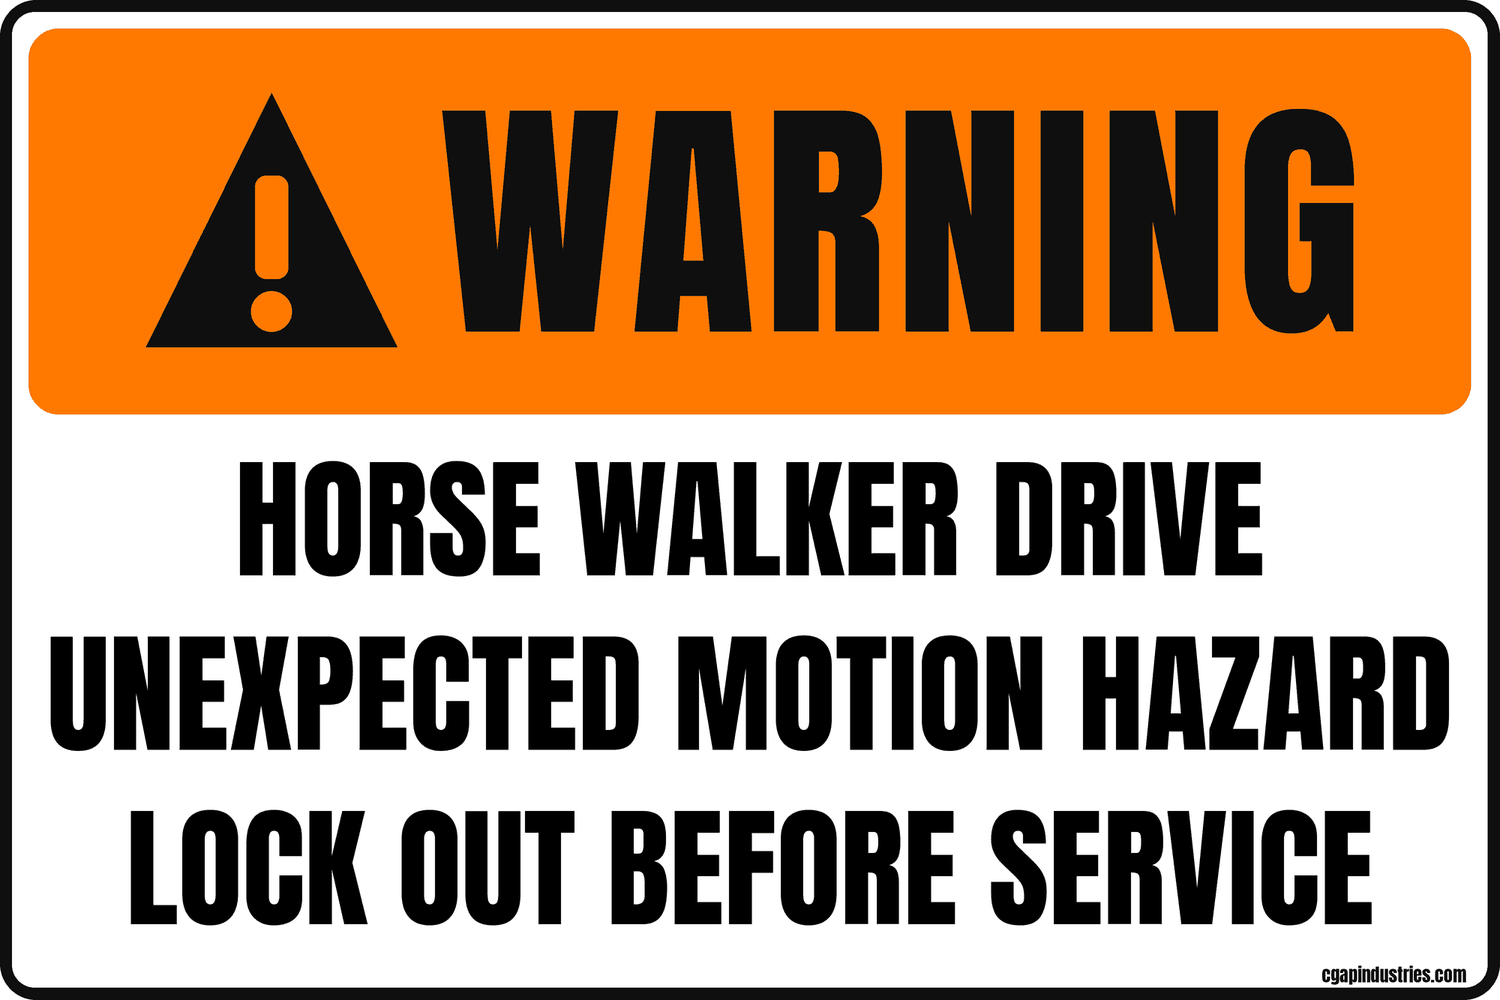 WARNING
HORSE WALKER DRIVE
UNEXPECTED MOTION HAZARD
LOCK OUT BEFORE SERVICE
cgapindustries.com